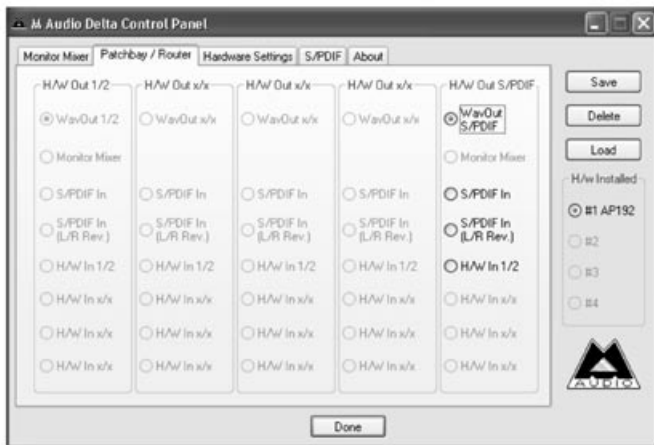 M Audio Delta Control Panel
Monitor Mixer Patchbay / Router Hardware Settings S/PDIF About
H/W Out 1/2 H/W Out x/x H/W Out x/x H/W Out x/x H/W Out S/PDIF
WavOut 1/2 WavOut x/x WavOut x/x WavOut x/x WavOut S/PDIF
Monitor Mixer Monitor Mixer
S/PDIF In S/PDIF In S/PDIF In S/PDIF In S/PDIF In
S/PDIF In (L/R Rev.) S/PDIF In (L/R Rev.) S/PDIF In (L/R Rev.) S/PDIF In (L/R Rev.) S/PDIF In (L/R Rev.)
H/W In 1/2 H/W In 1/2 H/W In 1/2 H/W In 1/2 H/W In 1/2
H/W In x/x H/W In x/x H/W In x/x H/W In x/x
H/W In x/x H/W In x/x H/W In x/x H/W In x/x
H/W In x/x H/W In x/x H/W In x/x H/W In x/x
Save
Delete
Load
H/w Installed
#1 AP192
#2
#3
#4
M AUDIO
Done